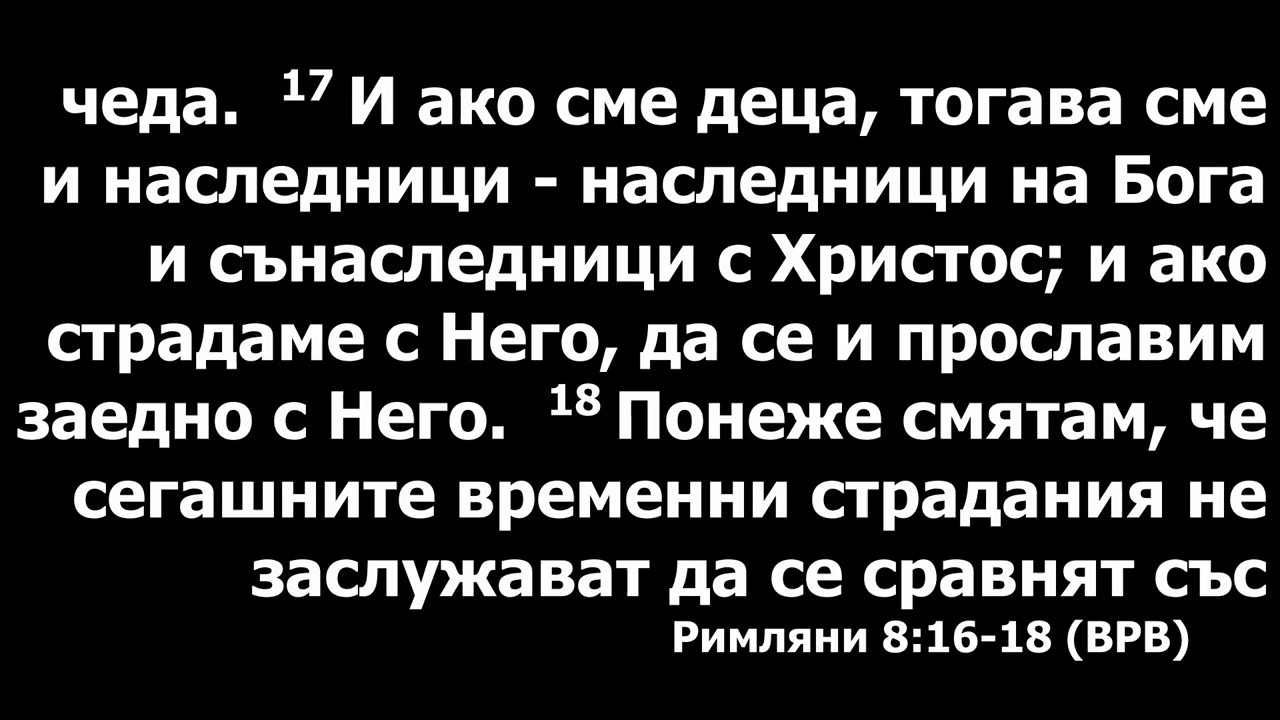 чеда. 17 И ако сме деца, тогава сме
и наследници - наследници на Бога
и сънаследници с Христос; и ако
страдаме с Него, да се и прославим
заедно с Него. 18 Понеже смятам, че
сегашните временни страдания не
заслужават да се сравнят със
Римляни 8:16-18 (ВРВ)